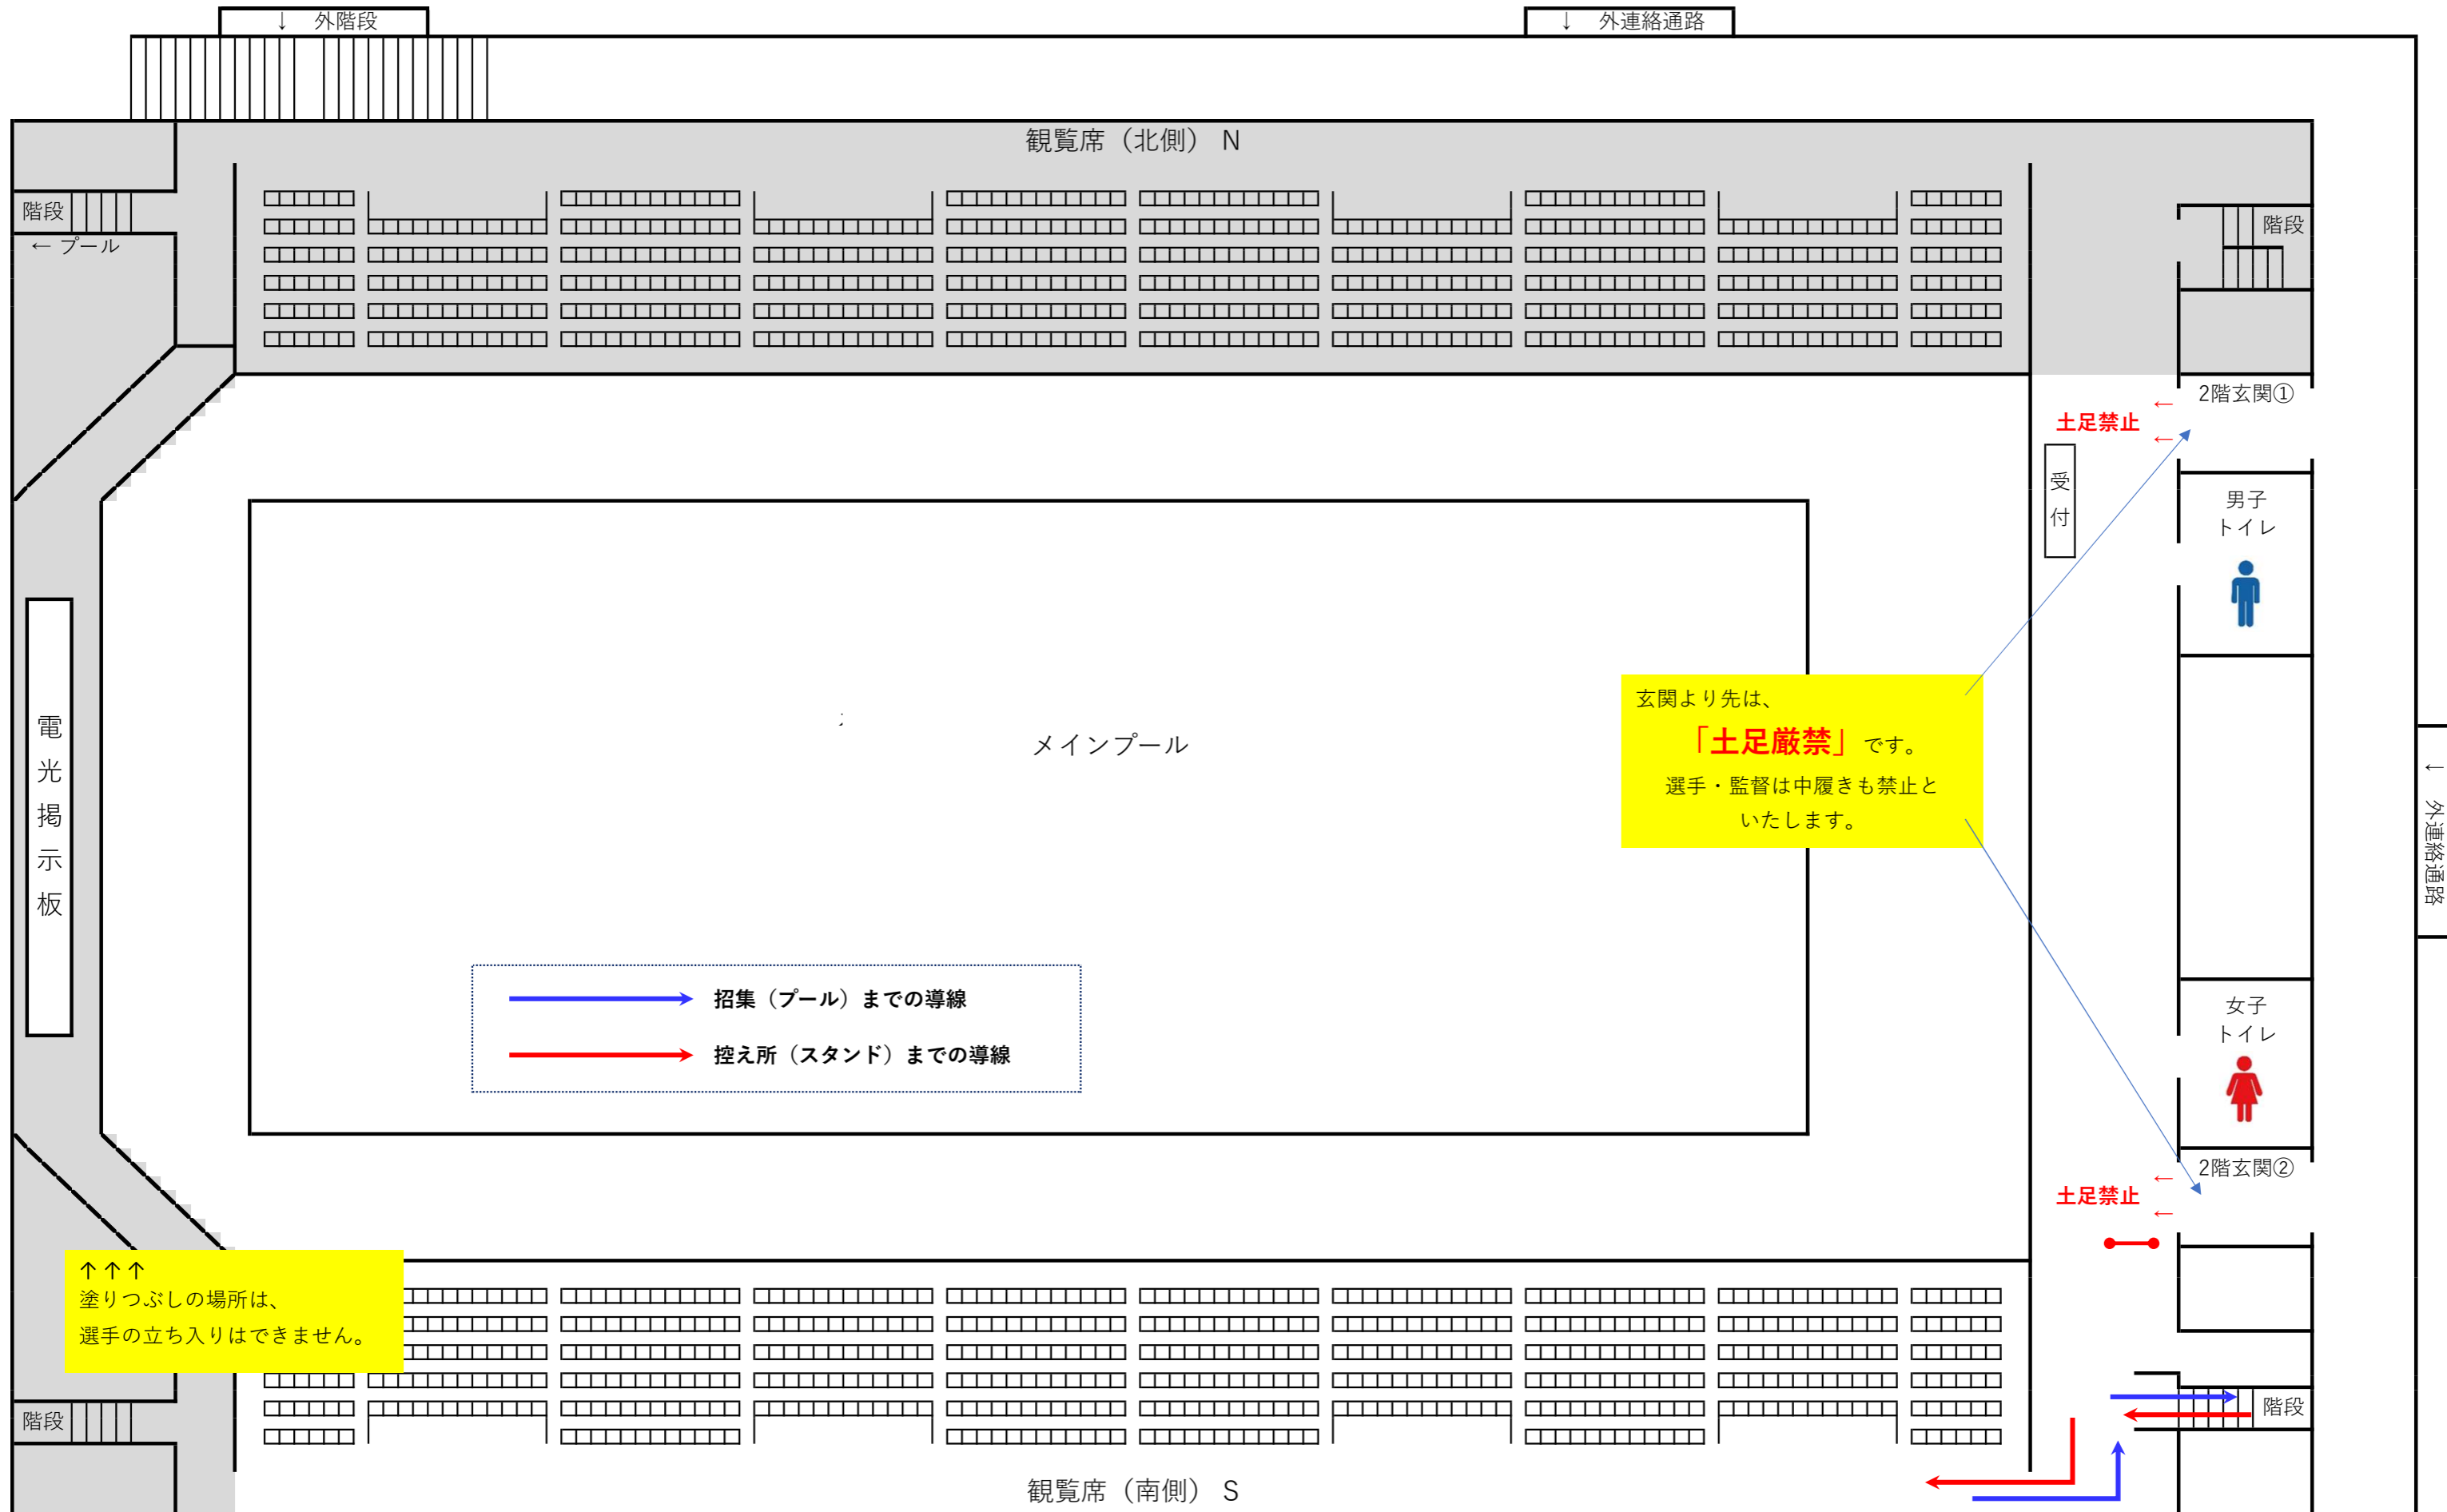 ↓ 外階段
↓ 外連絡通路
観覧席（北側） N
階段
← プール
階段
2階玄関①
←
土足禁止
←
受付
男子
トイレ
玄関より先は、
「土足厳禁」です。
選手・監督は中履きも禁止と
いたします。
メインプール
電光掲示板
↓ 外連絡通路
招集（プール）までの導線
控え所（スタンド）までの導線
女子
トイレ
2階玄関②
←
土足禁止
←
↑↑↑
塗りつぶしの場所は、
選手の立ち入りはできません。
階段
階段
観覧席（南側） S